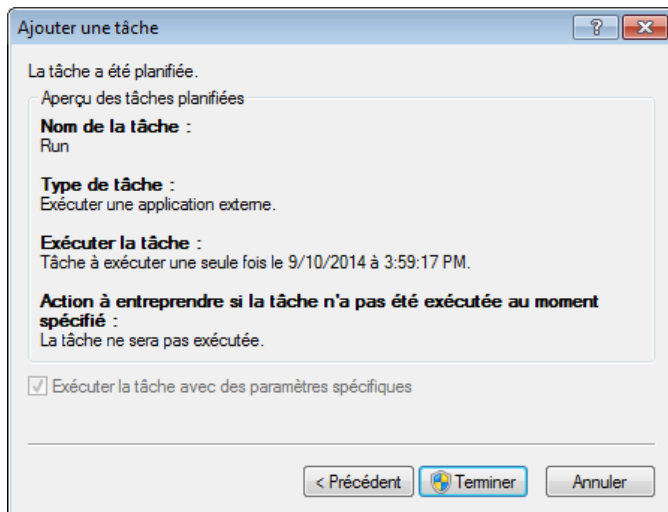 Ajouter une tâche
La tâche a été planifiée.
Aperçu des tâches planifiées
Nom de la tâche :
Run
Type de tâche :
Exécuter une application externe.
Exécuter la tâche :
Tâche à exécuter une seule fois le 9/10/2014 à 3:59:17 PM.
Action à entreprendre si la tâche n'a pas été exécutée au moment
spécifié :
La tâche ne sera pas exécutée.
Exécuter la tâche avec des paramètres spécifiques
< Précédent Terminer Annuler